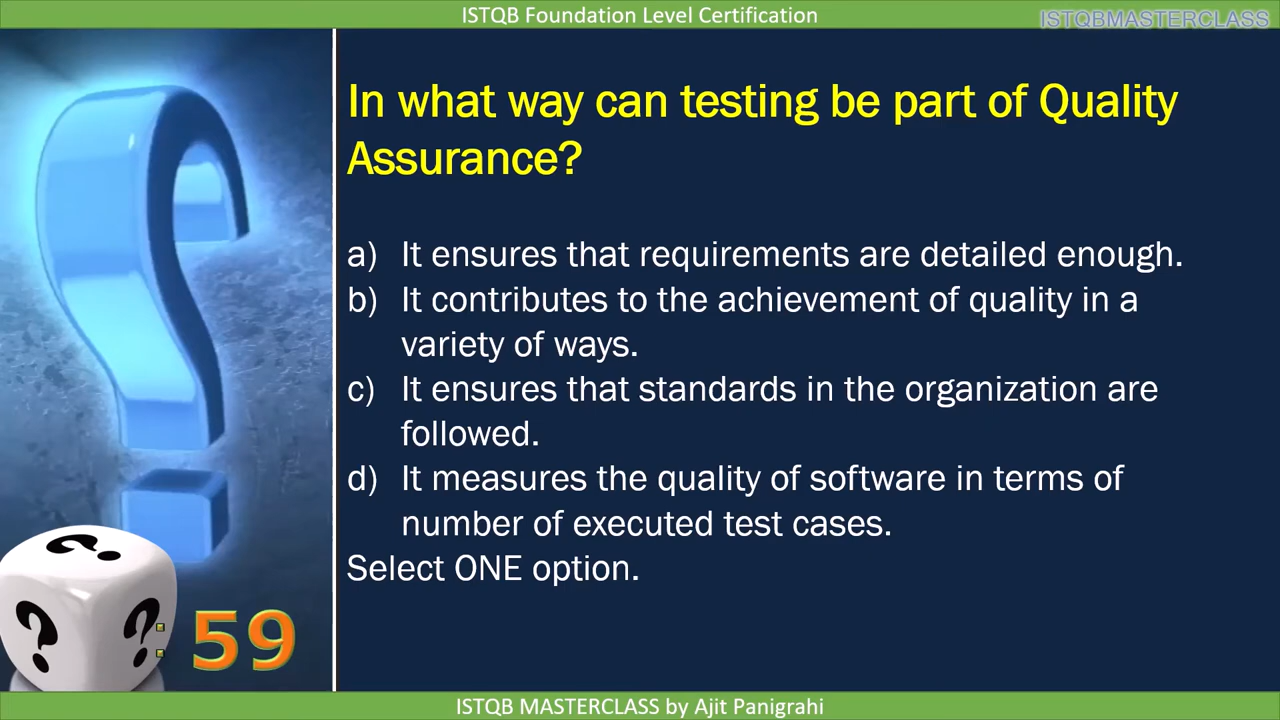 ISTQB Foundation Level Certification
ISTQBMASTERCLASS
In what way can testing be part of Quality
Assurance?
a) It ensures that requirements are detailed enough.
b) It contributes to the achievement of quality in a
variety of ways.
c) It ensures that standards in the organization are
followed.
d) It measures the quality of software in terms of
number of executed test cases.
Select ONE option.
: 59
ISTQB MASTERCLASS by Ajit Panigrahi